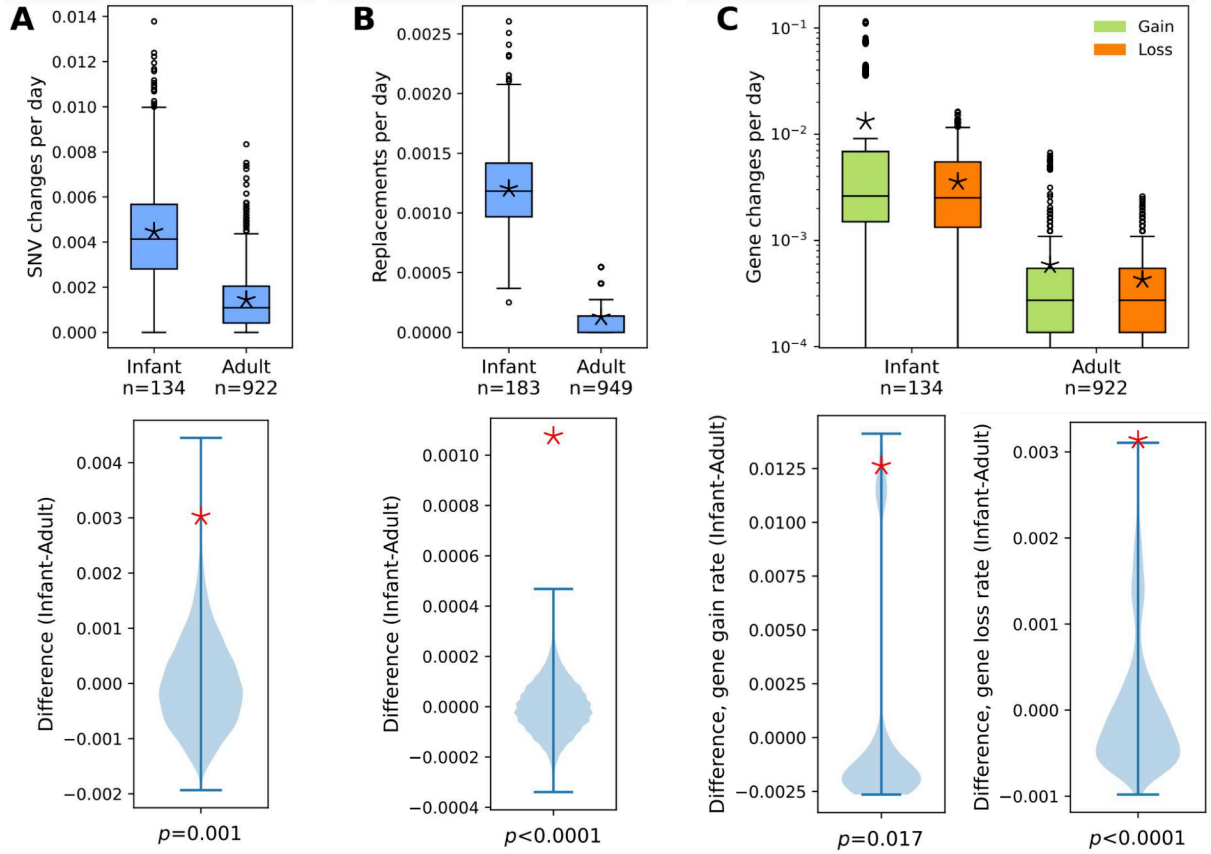 A
SNV changes per day
0.014
0.012
0.010
0.008
0.006
0.004
0.002
0.000
Infant
n=134
Adult
n=922
B
Replacements per day
0.0025
0.0020
0.0015
0.0010
0.0005
0.0000
Infant
n=183
Adult
n=949
C
Gene changes per day
10⁻¹
10⁻²
10⁻³
10⁻⁴
Gain
Loss
Infant
n=134
Adult
n=922
Difference (Infant-Adult)
0.004
0.003
0.002
0.001
0.000
−0.001
−0.002
p=0.001
Difference (Infant-Adult)
0.0010
0.0008
0.0006
0.0004
0.0002
0.0000
−0.0002
−0.0004
p<0.0001
Difference, gene gain rate (Infant-Adult)
0.0125
0.0100
0.0075
0.0050
0.0025
0.0000
−0.0025
p=0.017
Difference, gene loss rate (Infant-Adult)
0.003
0.002
0.001
0.000
−0.001
p<0.0001